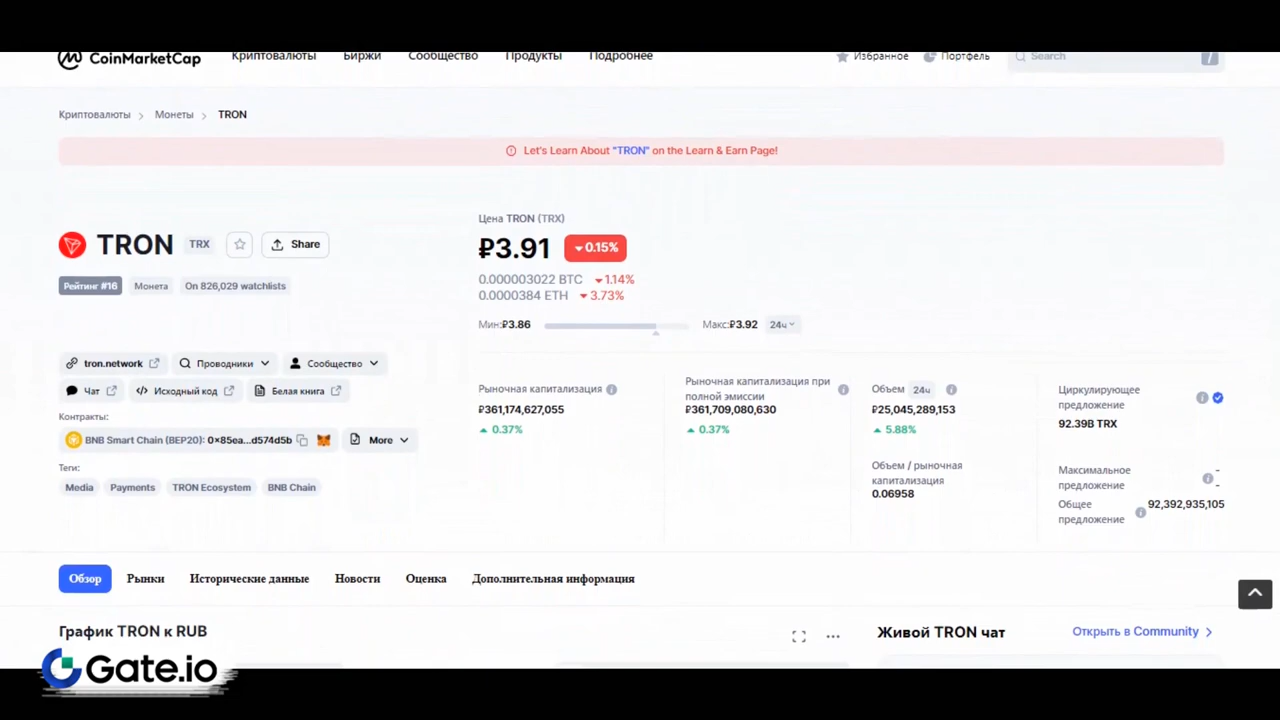 CoinMarketCap Криптовалюты Биржи Сообщество Продукты Подробнее Избранное Портфель Search /
Криптовалюты > Монеты > TRON
Let's Learn About "TRON" on the Learn & Earn Page!
Цена TRON (TRX)
TRON TRX Share
₽3.91 0.15%
0.000003022 BTC 1.14%
0.0000384 ETH 3.73%
Рейтинг #16 Монета On 826,029 watchlists
Мин:₽3.86 Макс:₽3.92 24ч
tron.network Проводники Сообщество
Чат Исходный код Белая книга
Контракты:
BNB Smart Chain (BEP20): 0x85ea...d574d5b More
Теги:
Media Payments TRON Ecosystem BNB Chain
Рыночная капитализация
₽361,174,627,055
0.37%
Рыночная капитализация при
полной эмиссии
₽361,709,080,630
0.37%
Объем 24ч
₽25,045,289,153
5.88%
Объем / рыночная
капитализация
0.06958
Циркулирующее
предложение
92.39B TRX
Максимальное
предложение
- -
Общее
предложение
92,392,935,105
Обзор Рынки Исторические данные Новости Оценка Дополнительная информация
График TRON к RUB
Живой TRON чат Открыть в Community >
Gate.io